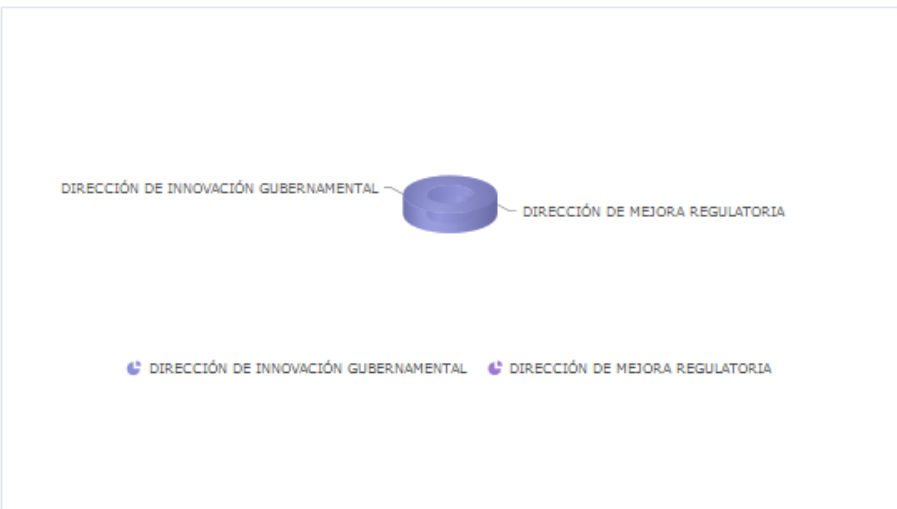 DIRECCIÓN DE INNOVACIÓN GUBERNAMENTAL
DIRECCIÓN DE MEJORA REGULATORIA
DIRECCIÓN DE INNOVACIÓN GUBERNAMENTAL DIRECCIÓN DE MEJORA REGULATORIA